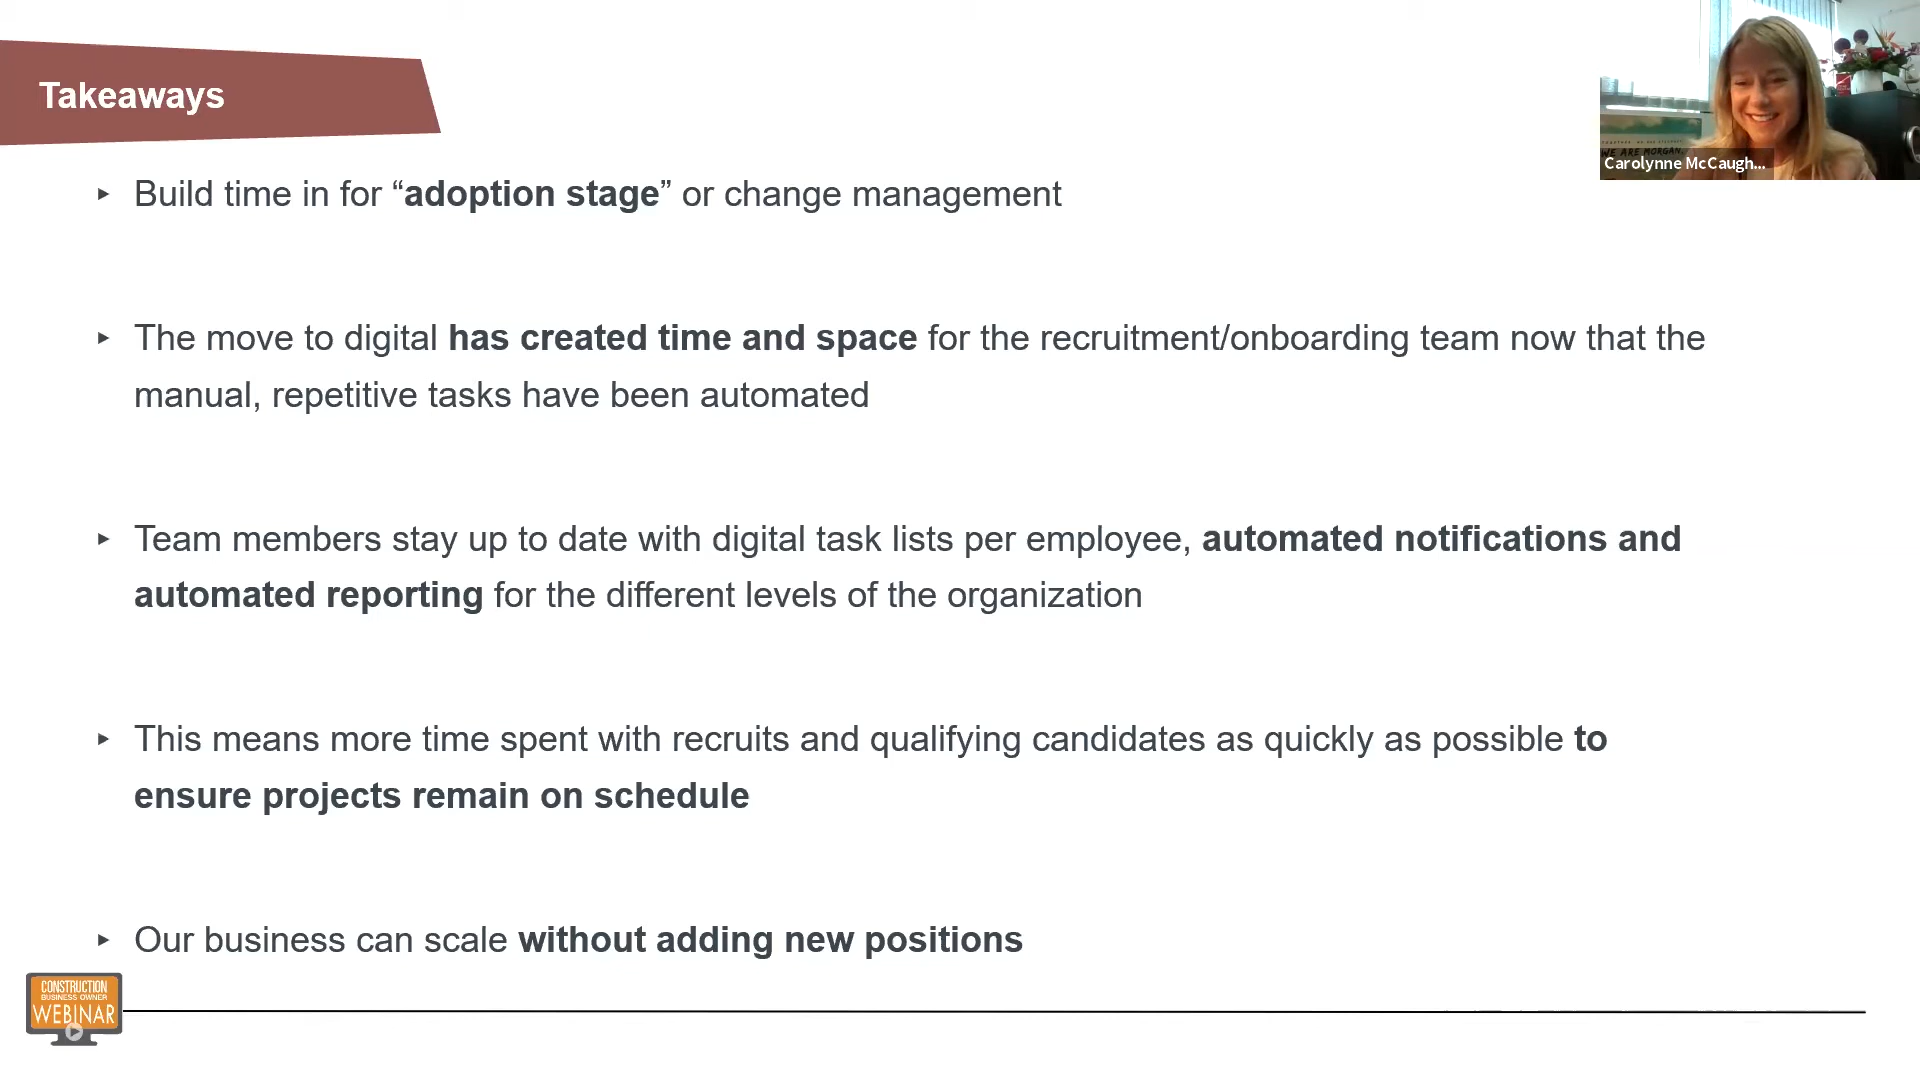 Takeaways
WE ARE MORGAN.
Carolynne McCaugh...
▸ Build time in for “adoption stage” or change management
▸ The move to digital has created time and space for the recruitment/onboarding team now that the
manual, repetitive tasks have been automated
▸ Team members stay up to date with digital task lists per employee, automated notifications and
automated reporting for the different levels of the organization
▸ This means more time spent with recruits and qualifying candidates as quickly as possible to
ensure projects remain on schedule
▸ Our business can scale without adding new positions
CONSTRUCTION
BUSINESS OWNER
WEBINAR